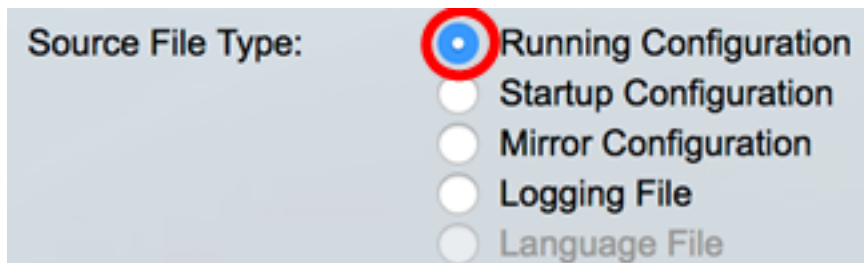 Source File Type: Running Configuration
Startup Configuration
Mirror Configuration
Logging File
Language File